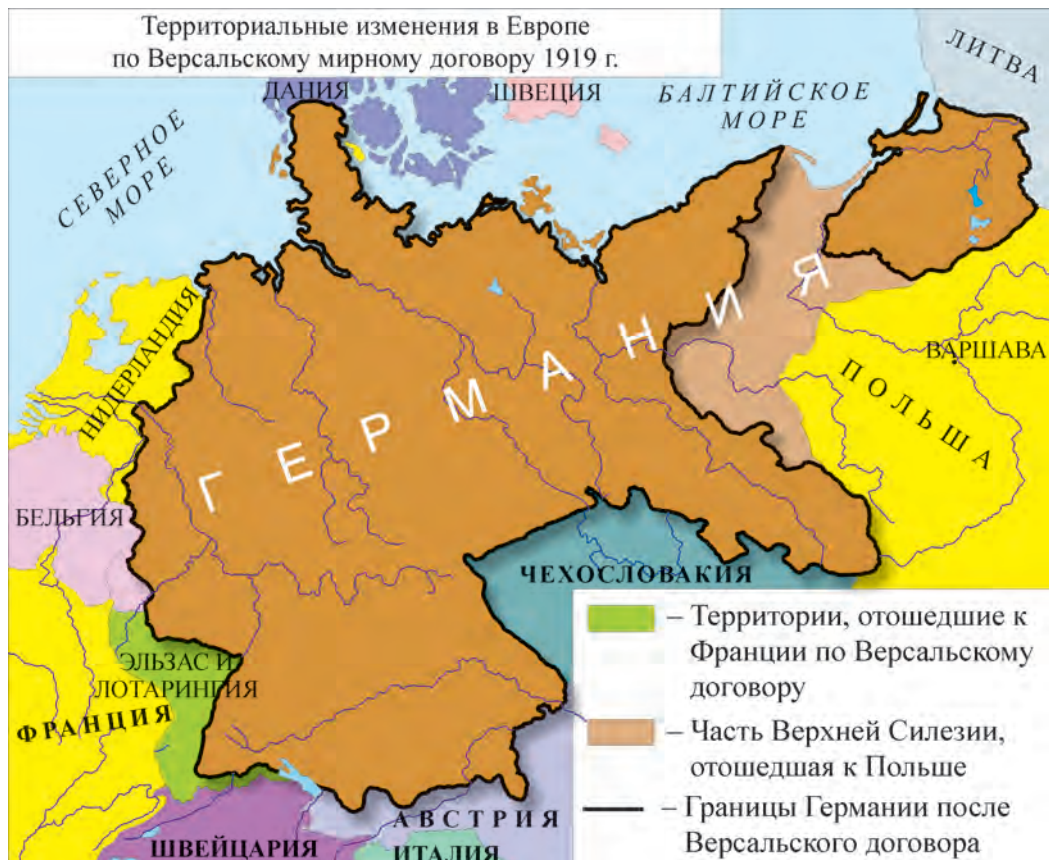 Территориальные изменения в Европе
по Версальскому мирному договору 1919 г.
ЛИТВА
ДАНИЯ
ШВЕЦИЯ
БАЛТИЙСКОЕ
МОРЕ
СЕВЕРНОЕ
МОРЕ
НИДЕРЛАНДИЯ
ГЕРМАНИЯ
ВАРШАВА
ПОЛЬША
БЕЛЬГИЯ
ЧЕХОСЛОВАКИЯ
ЭЛЬЗАС И
ЛОТАРИНГИЯ
ФРАНЦИЯ
АВСТРИЯ
ШВЕЙЦАРИЯ
ИТАЛИЯ
– Территории, отошедшие к
Франции по Версальскому
договору
– Часть Верхней Силезии,
отошедшая к Польше
– Границы Германии после
Версальского договора